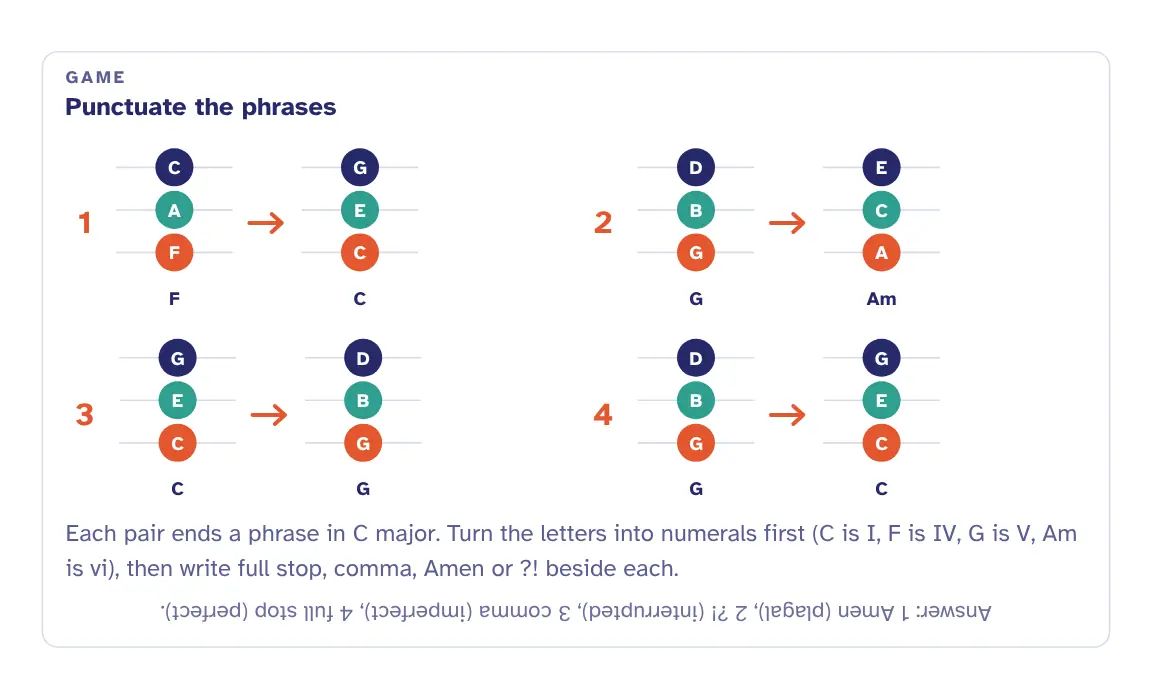 GAME
Punctuate the phrases
1
C
A
F
F
G
E
C
C
2
D
B
G
G
E
C
A
Am
3
G
E
C
C
D
B
G
G
4
D
B
G
G
G
E
C
C
Each pair ends a phrase in C major. Turn the letters into numerals first (C is I, F is IV, G is V, Am
is vi), then write full stop, comma, Amen or ?! beside each.
Answer: 1 Amen (plagal), 2 ?! (interrupted), 3 comma (imperfect), 4 full stop (perfect).